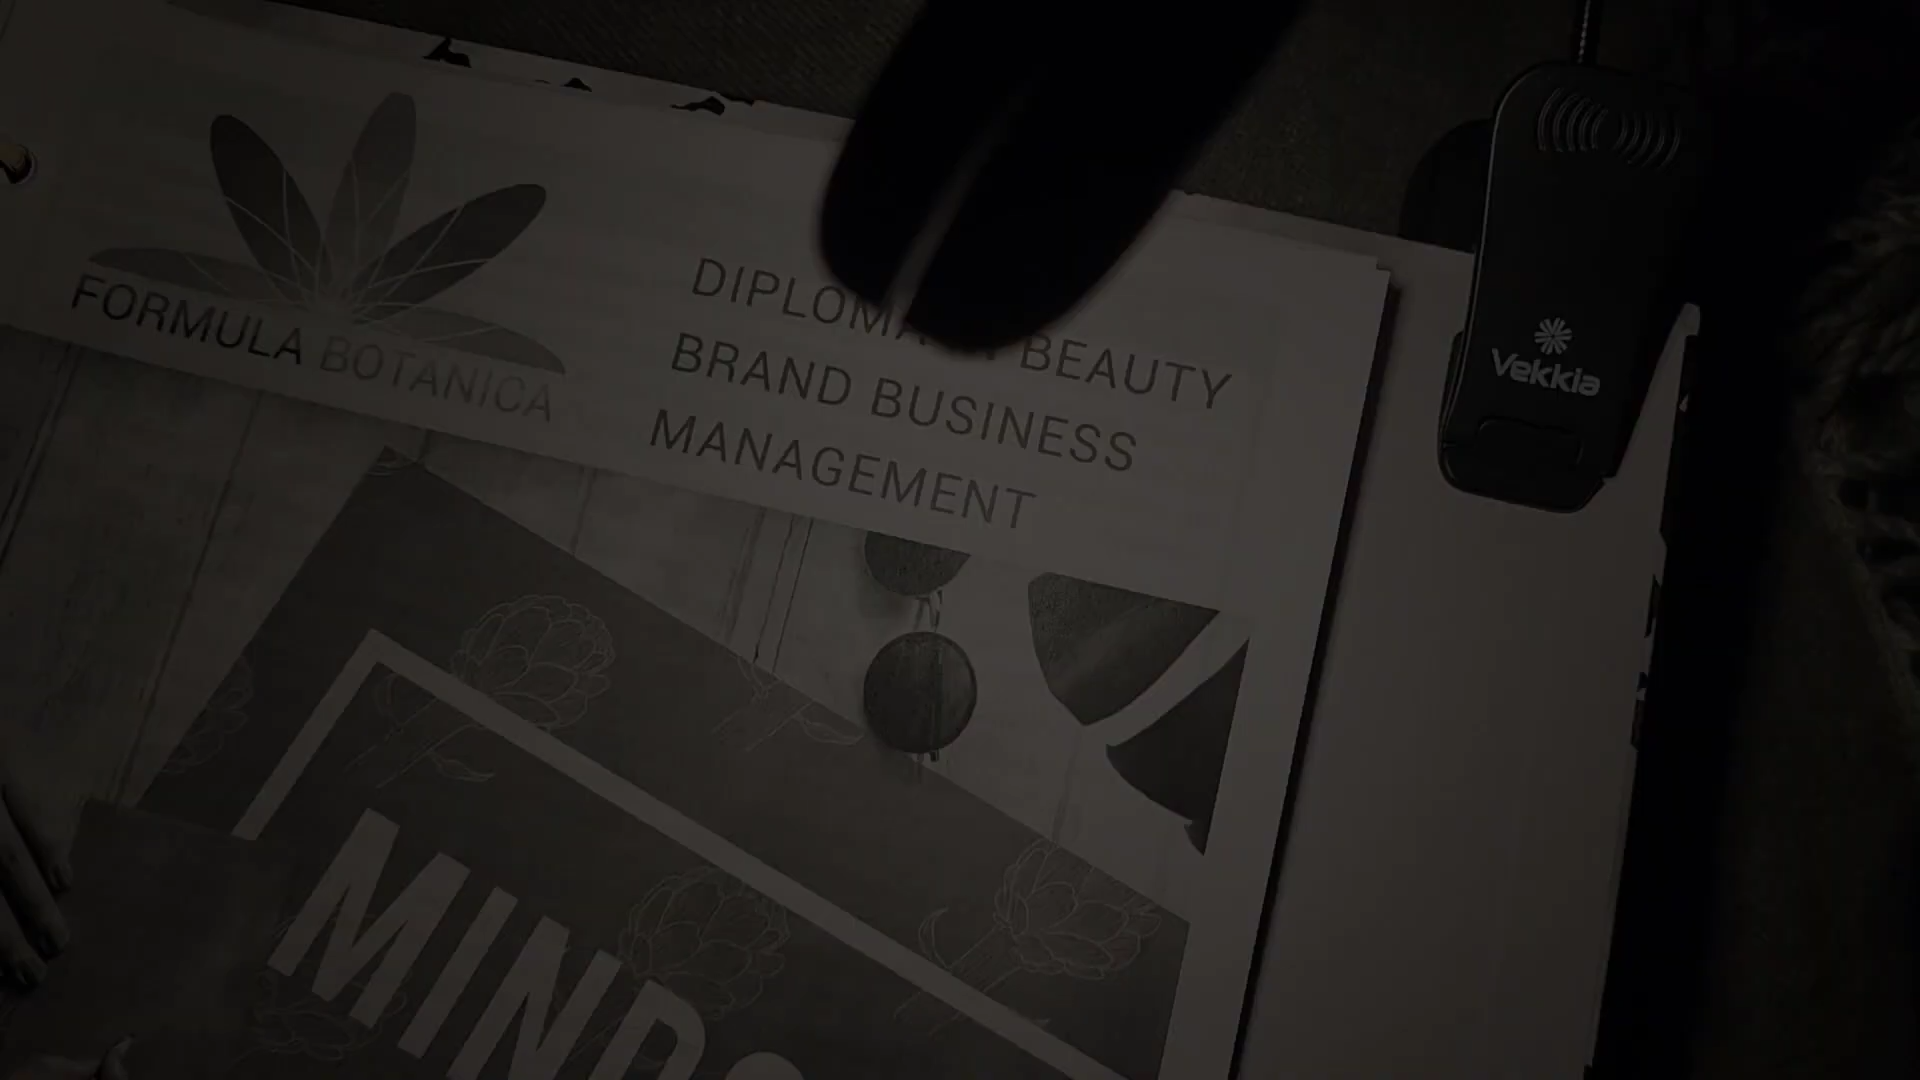 FORMULA BOTANICA
DIPLOMA BEAUTY
BRAND BUSINESS
MANAGEMENT
Vekkia